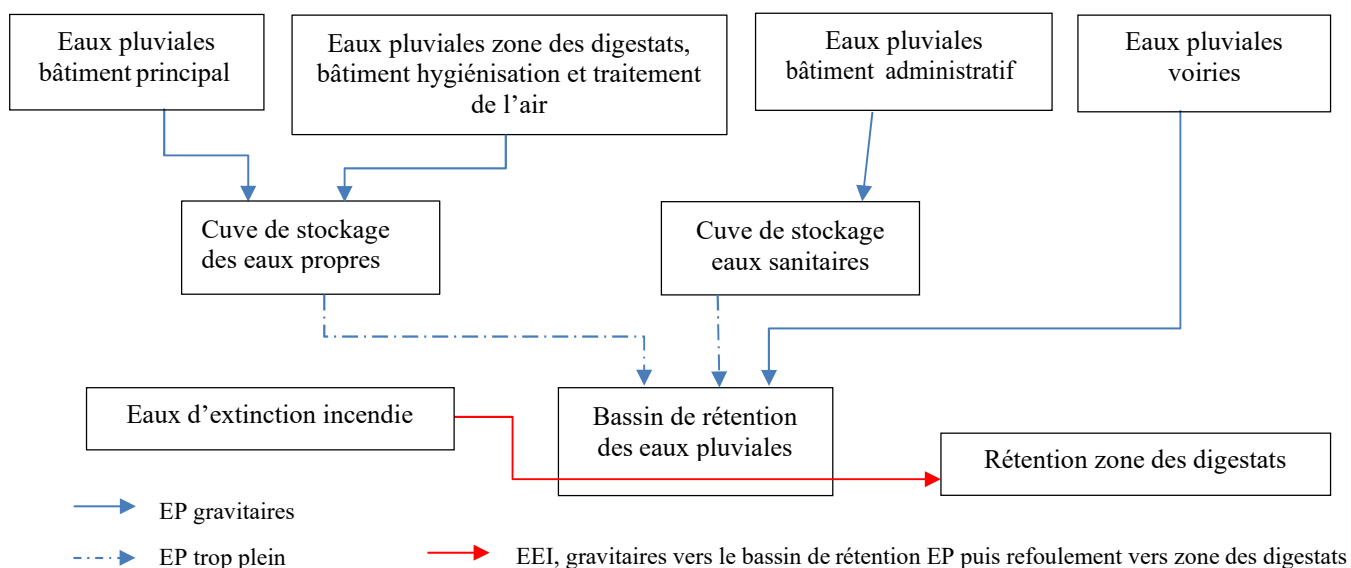 Eaux pluviales
bâtiment principal
Eaux pluviales zone des digestats,
bâtiment hygiénisation et traitement
de l’air
Eaux pluviales
bâtiment administratif
Eaux pluviales
voiries
Cuve de stockage
des eaux propres
Cuve de stockage
eaux sanitaires
Eaux d’extinction incendie
Bassin de rétention
des eaux pluviales
Rétention zone des digestats
EP gravitaires
EP trop plein
EEI, gravitaires vers le bassin de rétention EP puis refoulement vers zone des digestats